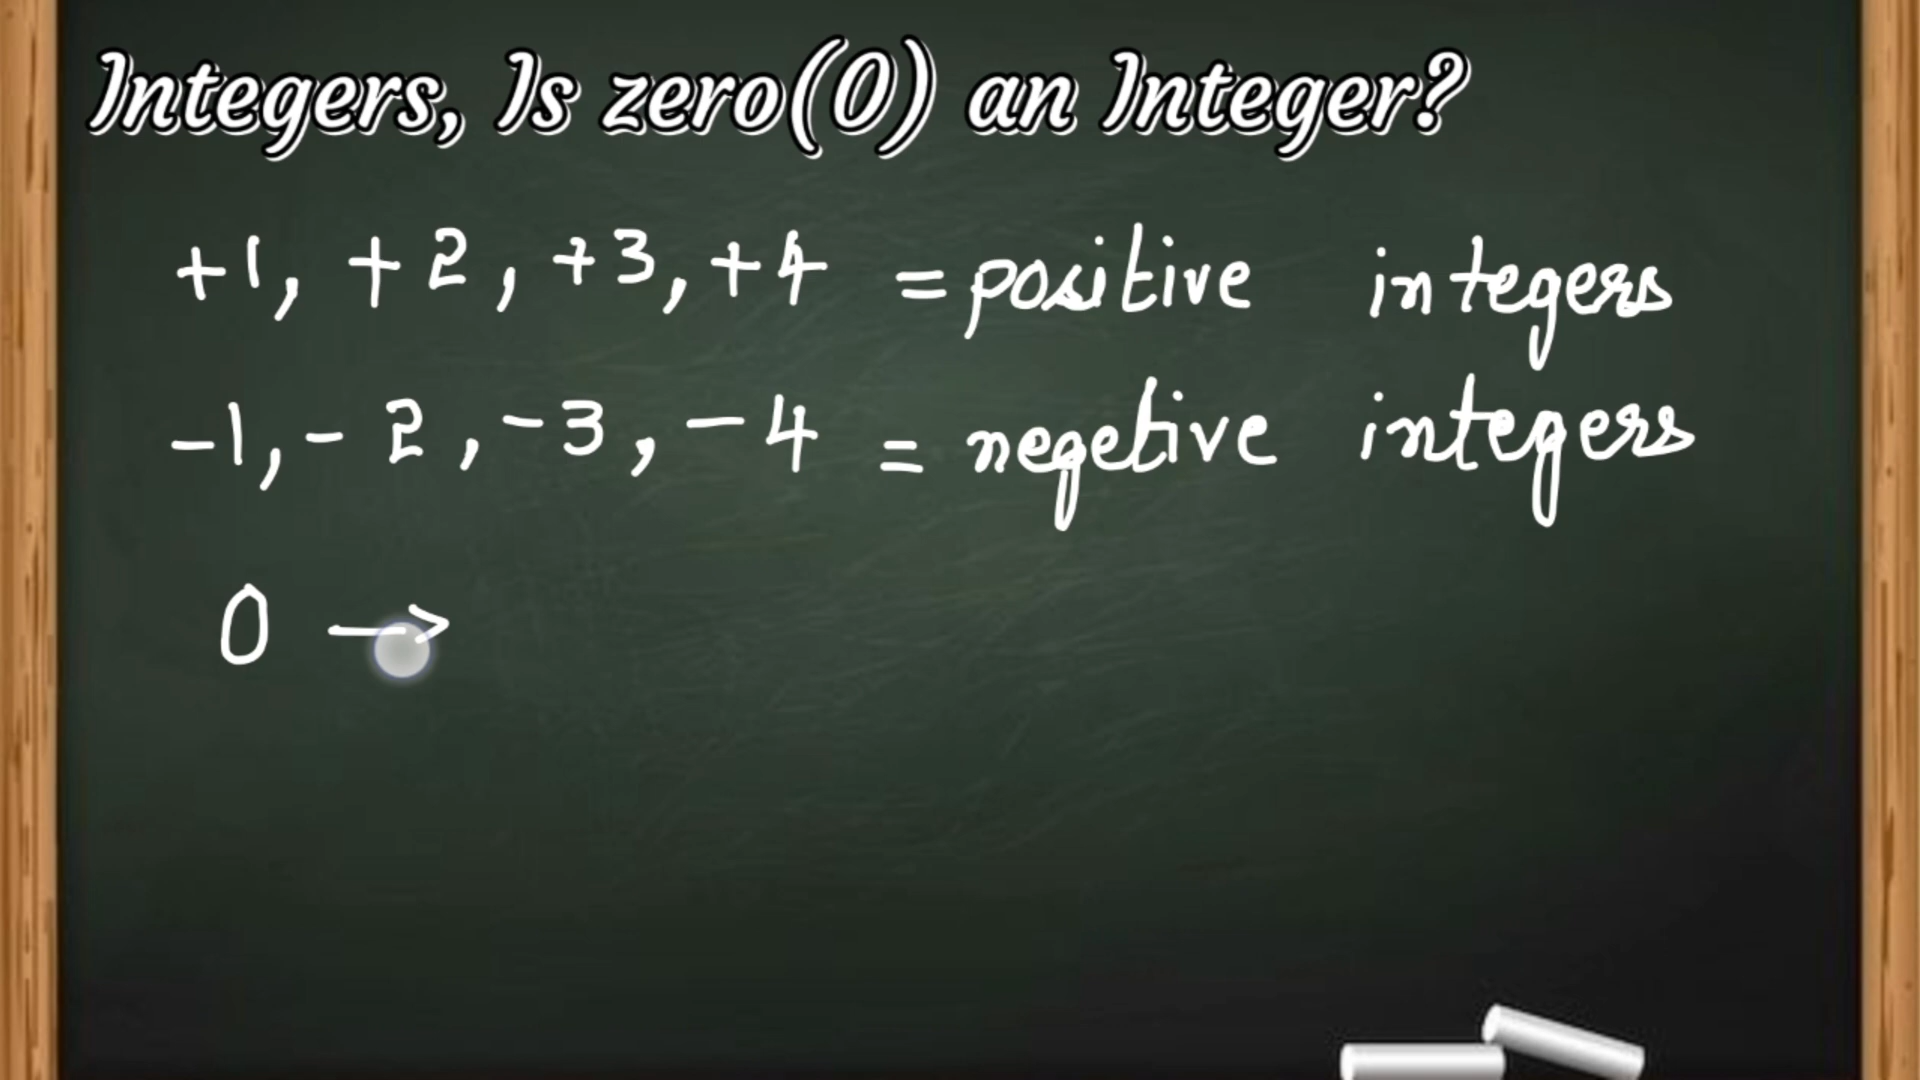 Integers, Is zero(0) an Integer?
+1, +2, +3, +4 = positive integers
-1, -2, -3, -4 = negetive integers
0 →